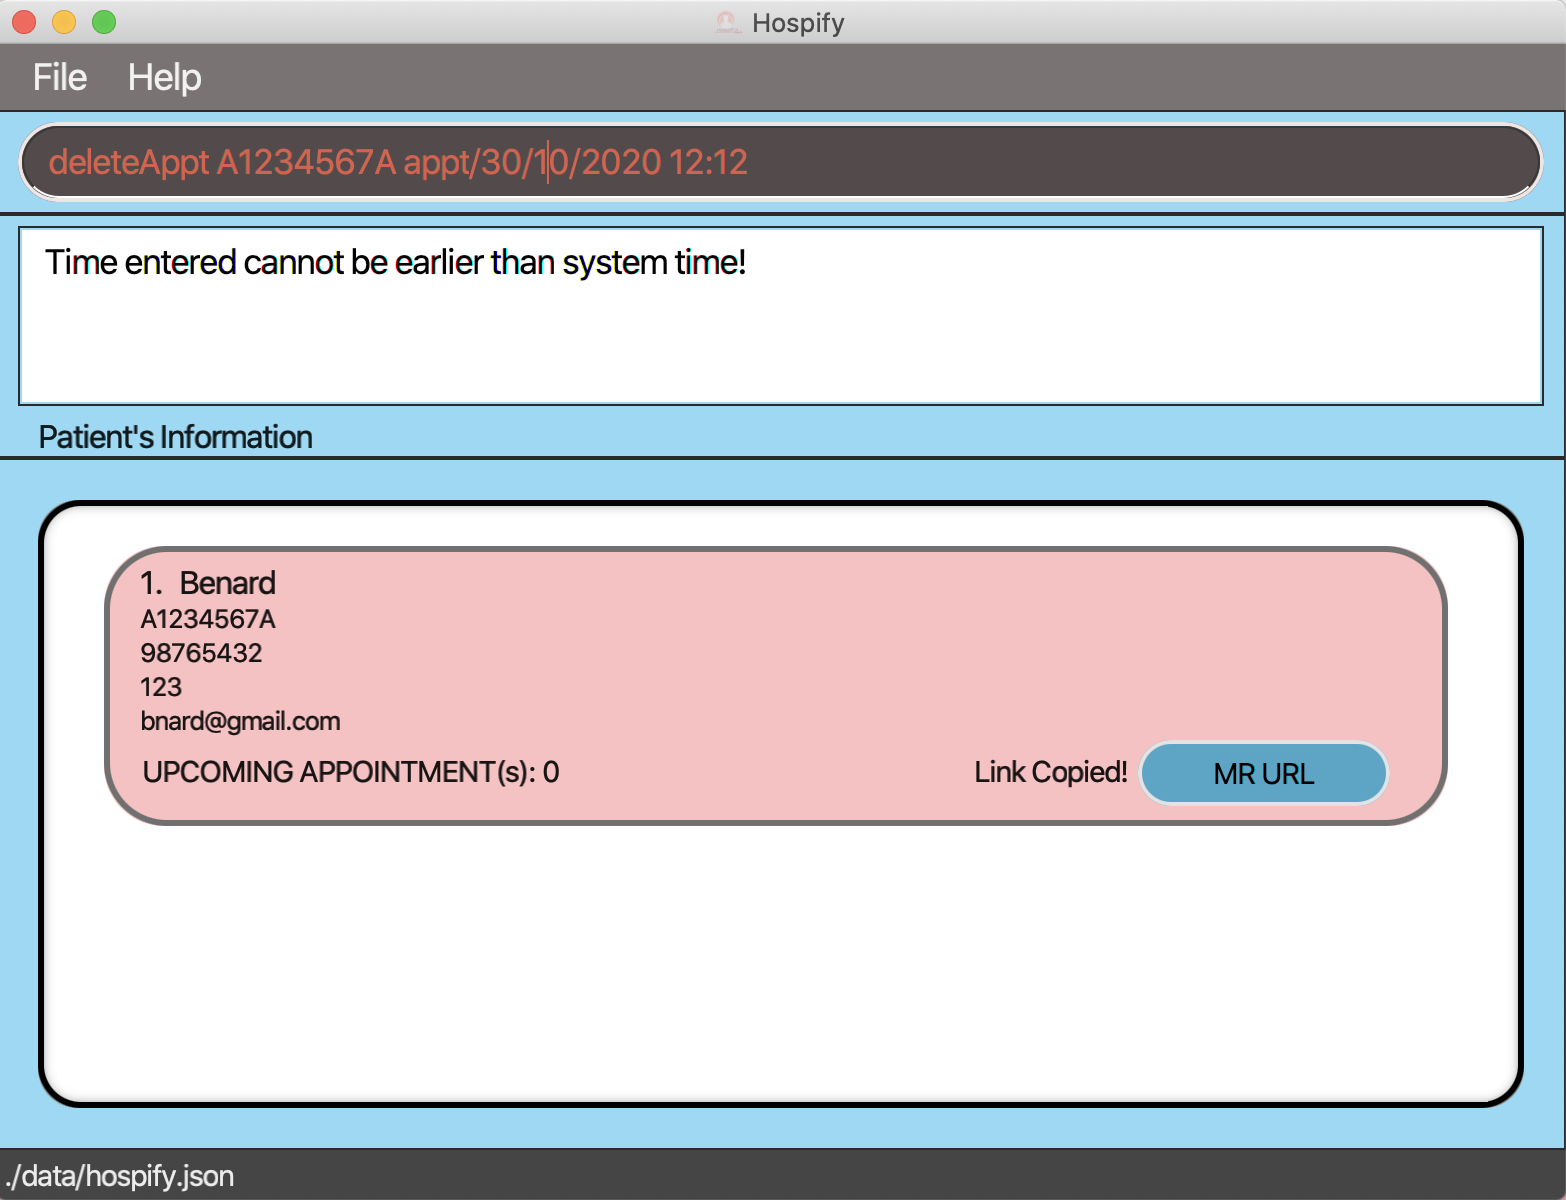 Hospify
File Help
deleteAppt A1234567A appt/30/10/2020 12:12
Time entered cannot be earlier than system time!
Patient's Information
1. Benard
A1234567A
98765432
123
bnard@gmail.com
UPCOMING APPOINTMENT(s): 0 Link Copied! MR URL
./data/hospify.json